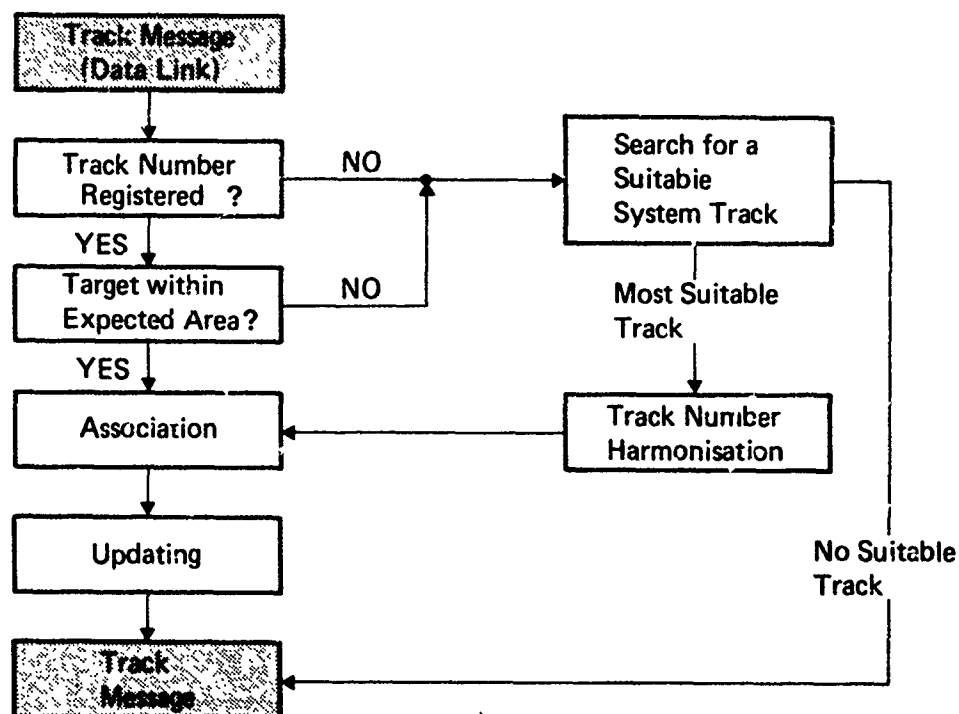 Track Message
(Data Link)
Track Number
Registered ?
NO
YES
Target within
Expected Area?
NO
YES
Association
Updating
Track
Message
Search for a
Suitabie
System Track
Most Suitable
Track
Track Number
Harmonisation
No Suitable
Track